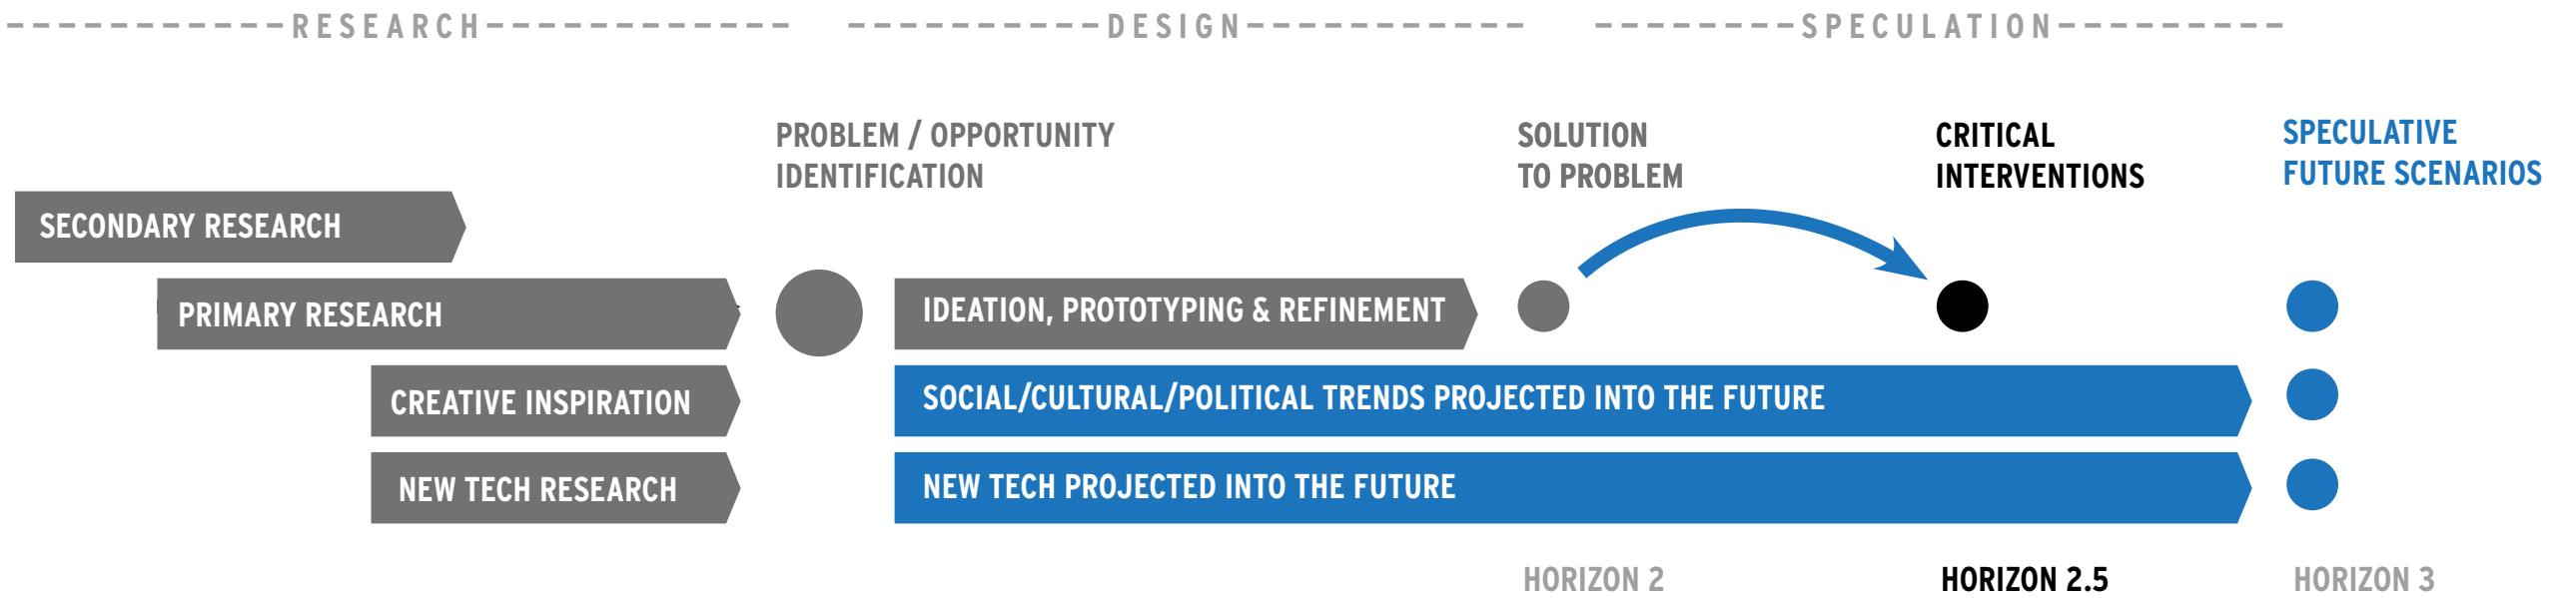 RESEARCH
DESIGN
SPECULATION
PROBLEM / OPPORTUNITY
IDENTIFICATION
SOLUTION
TO PROBLEM
CRITICAL
INTERVENTIONS
SPECULATIVE
FUTURE SCENARIOS
SECONDARY RESEARCH
PRIMARY RESEARCH
IDEATION, PROTOTYPING & REFINEMENT
CREATIVE INSPIRATION
SOCIAL/CULTURAL/POLITICAL TRENDS PROJECTED INTO THE FUTURE
NEW TECH RESEARCH
NEW TECH PROJECTED INTO THE FUTURE
HORIZON 2
HORIZON 2.5
HORIZON 3